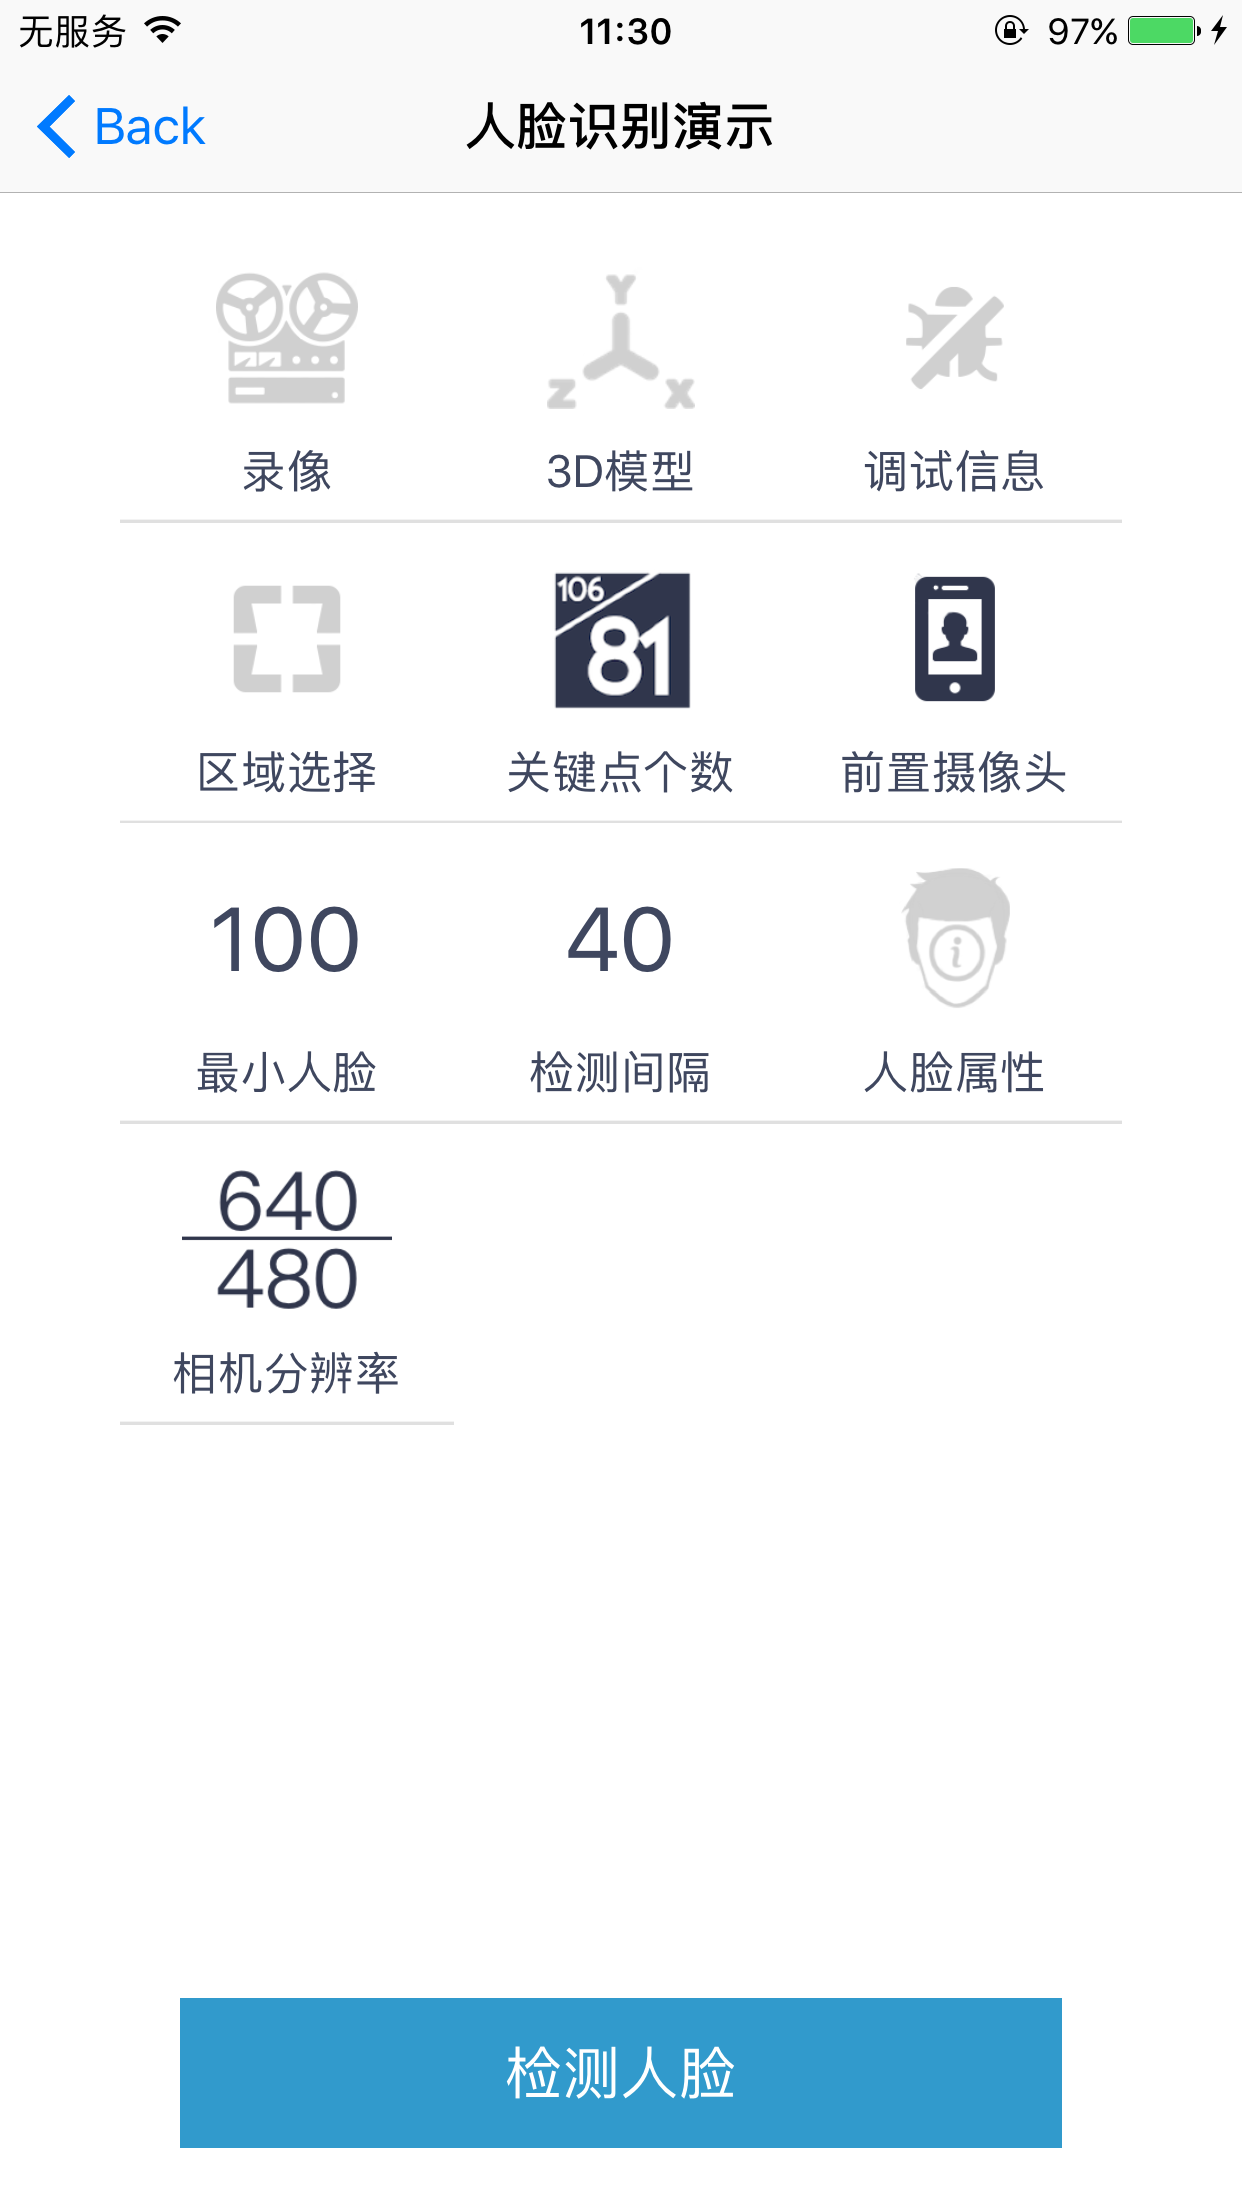 无服务 11:30 97%
Back 人脸识别演示
Y
Z X
录像 3D模型 调试信息
106
81
区域选择 关键点个数 前置摄像头
100 40 i
最小人脸 检测间隔 人脸属性
640
480
相机分辨率
检测人脸